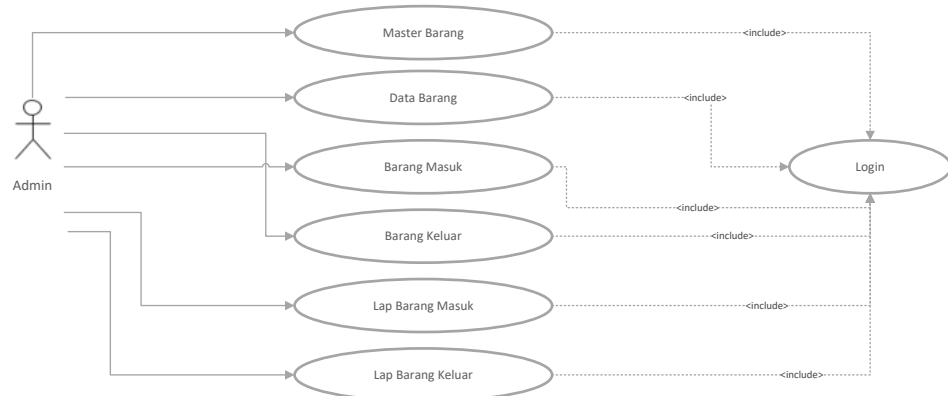 Master Barang
<include>
Data Barang
<include>
Barang Masuk
Login
Admin
<include>
Barang Keluar
<include>
Lap Barang Masuk
<include>
Lap Barang Keluar
<include>